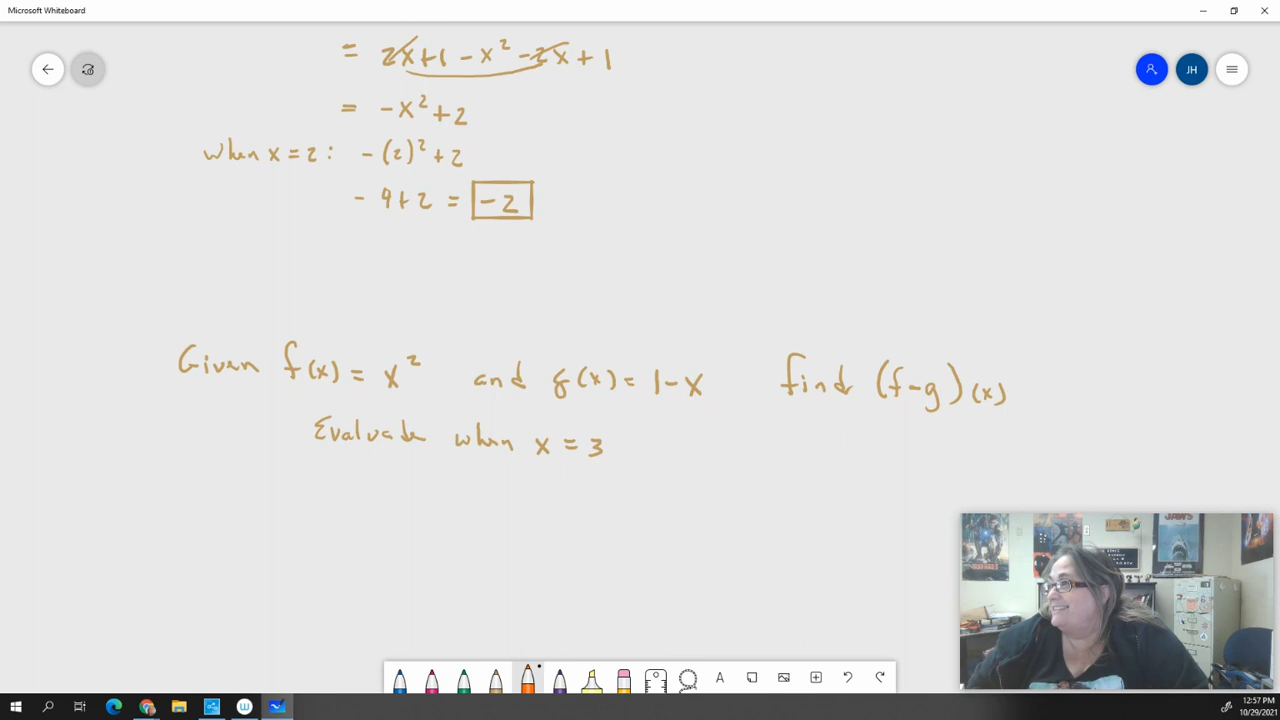 Microsoft Whiteboard
= 2x+1 - x² - 2x + 1
= -x² + 2
When x = 2 : - (2)² + 2
- 4 + 2 = -2
JH
Given f(x) = x² and g(x) = 1 - x find (f-g)(x)
Evaluate when x = 3
JAWS
A
12:57 PM
10/29/2021